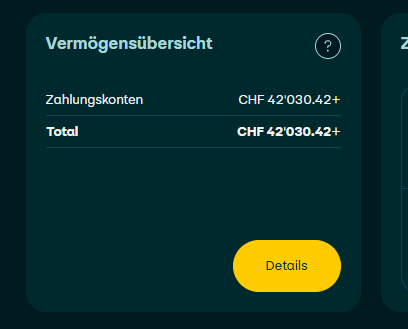 Vermögensübersicht ?
Zahlungskonten CHF 42'030.42+
Total CHF 42'030.42+
Details